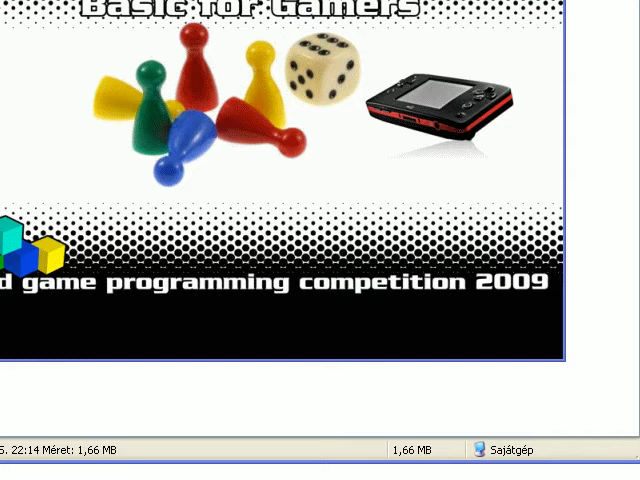 Basic for Gamers
d game programming competition 2009
5. 22:14 Méret: 1,66 MB
1,66 MB
Sajátgép